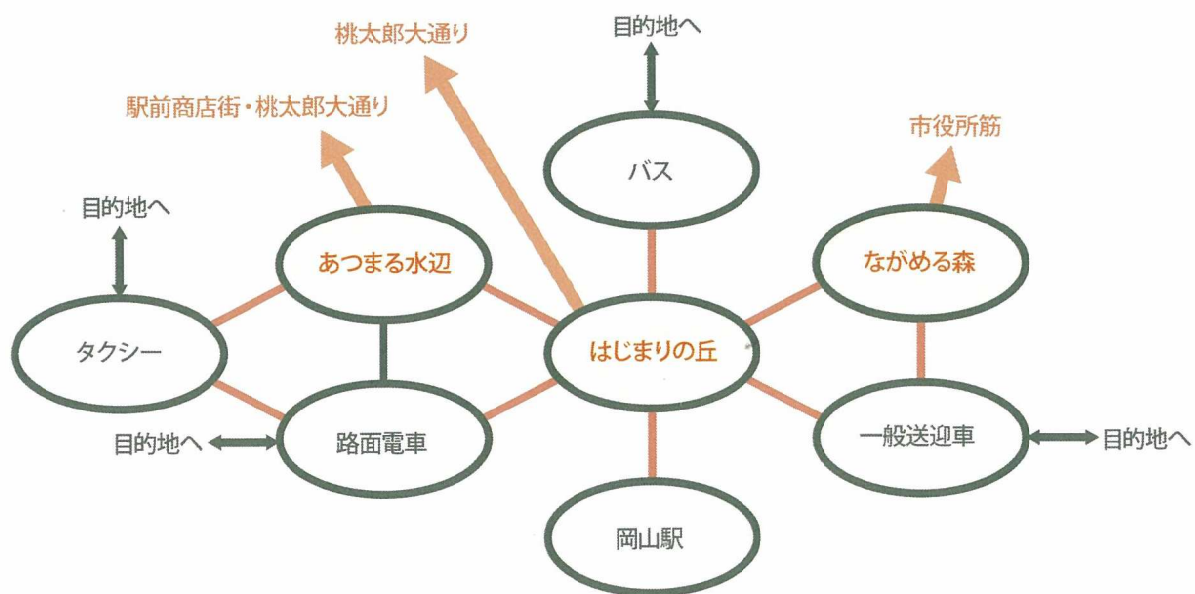 桃太郎大通り
目的地へ
駅前商店街・桃太郎大通り
市役所筋
バス
目的地へ
あつまる水辺
ながめる森
タクシー
はじまりの丘
目的地へ
路面電車
一般送迎車
目的地へ
岡山駅